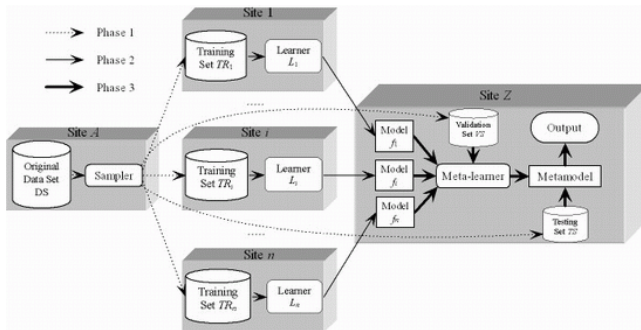 Phase 1
Phase 2
Phase 3
Site A
Original
Data Set
DS
Sampler
Site 1
Training
Set TR₁
Learner
L₁
.....
Site i
Training
Set TRᵢ
Learner
Lᵢ
.....
Site n
Training
Set TRₙ
Learner
Lₙ
Site Z
Model
f₁
Model
fᵢ
Model
fₙ
Validation
Set VS
Meta-learner
Output
Metamodel
Testing
Set TS